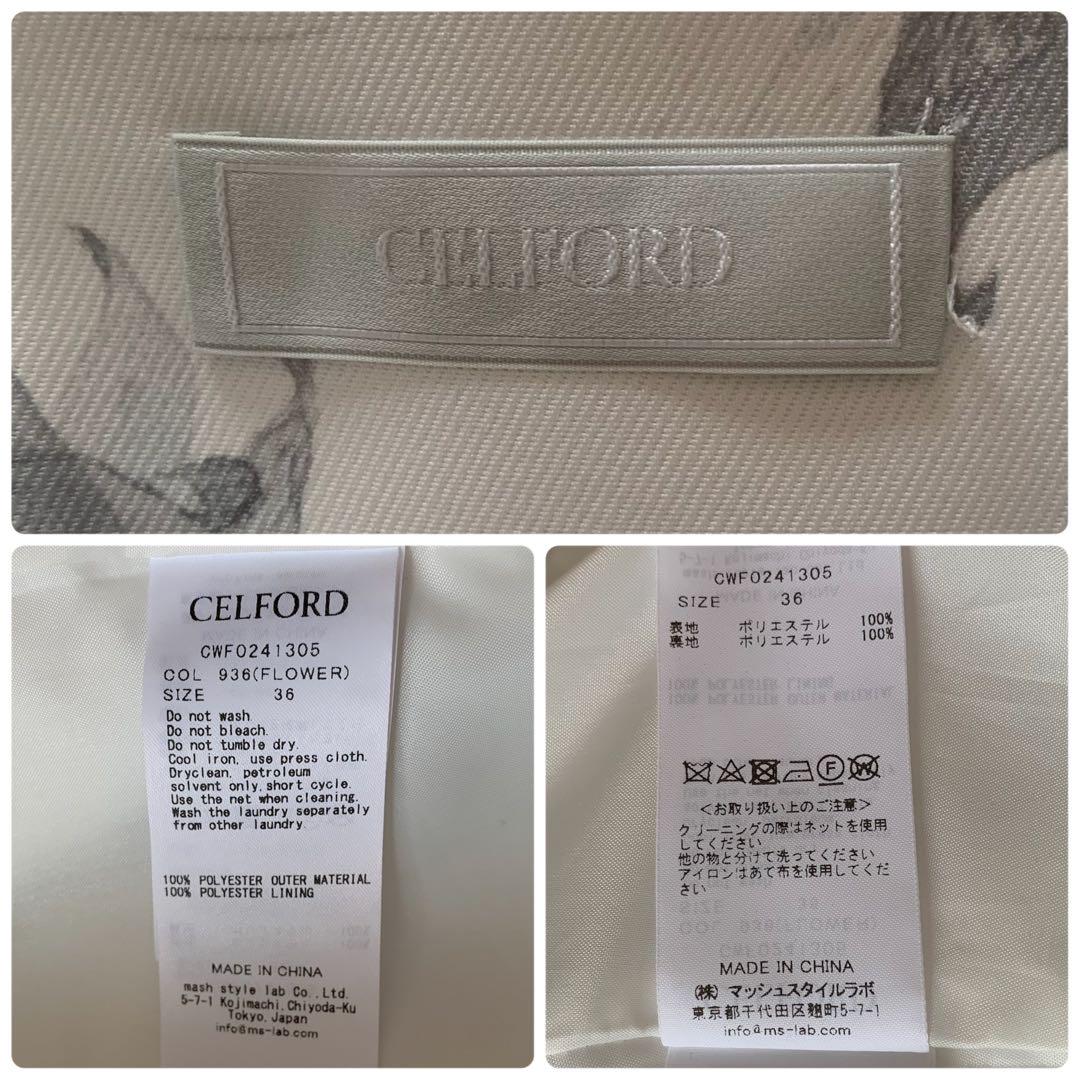 CELFORD
CELFORD
CWFO241305
COL 936(FLOWER)
SIZE 36
Do not wash.
Do not bleach.
Do not tumble dry.
Cool iron, use press cloth.
Dryclean, petroleum
solvent only,short cycle.
Use the net when cleaning.
Wash the laundry separately
from other laundry.
100% POLYESTER OUTER MATERIAL
100% POLYESTER LINING
MADE IN CHINA
mash style lab Co.,Ltd.
5-7-1 Kojimachi,Chiyoda-Ku
Tokyo,Japan
info@ms-lab.com
CWFO241305
SIZE 36
表地 ポリエステル 100%
裏地 ポリエステル 100%
<お取り扱い上のご注意>
クリーニングの際はネットを使用
してください
他の物と分けて洗ってください
アイロンはあて布を使用してくだ
さい
MADE IN CHINA
(株) マッシュスタイルラボ
東京都千代田区麹町5-7-1
info@ms-lab.com